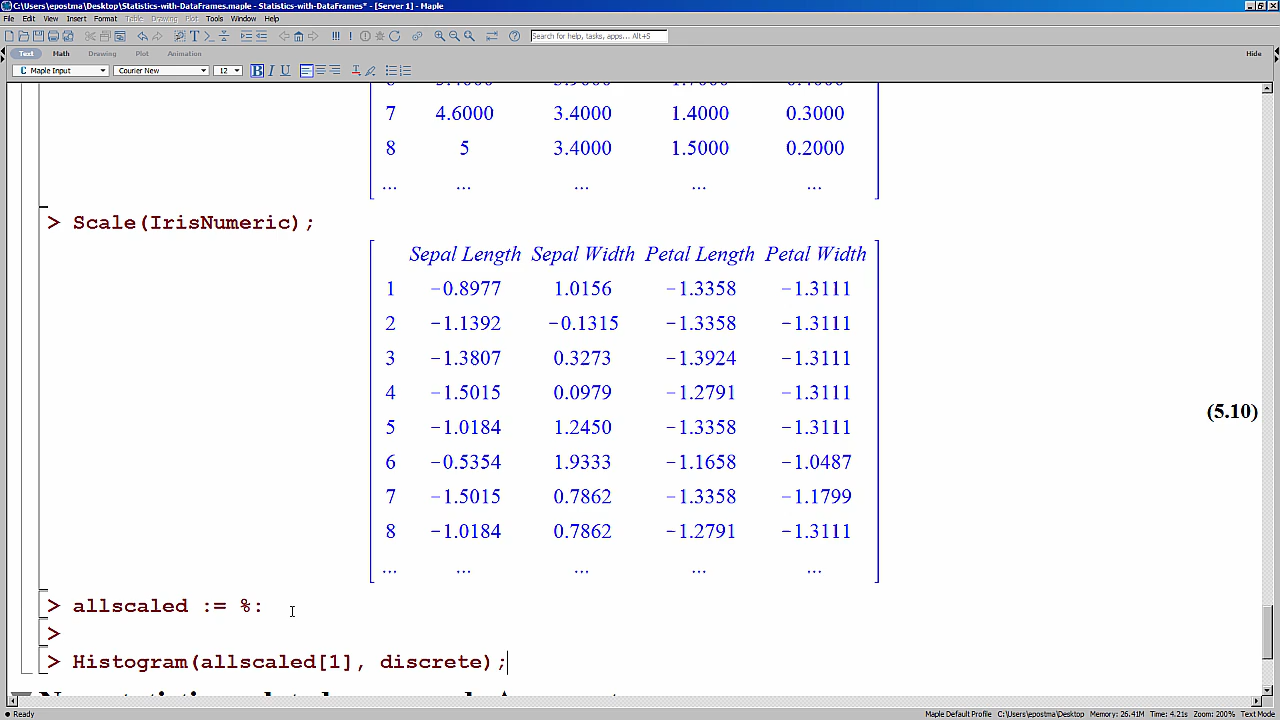 C:\Users\epostma\Desktop\Statistics-with-DataFrames.maple - Statistics-with-DataFrames* - [Server 1] - Maple
File Edit View Insert Format Table Drawing Plot Tools Window Help
Search for help, tasks, apps... Alt+S
Text Math Drawing Plot Animation Hide
C Maple Input Courier New 12 B I U
7 4.6000 3.4000 1.4000 0.3000
8 5 3.4000 1.5000 0.2000
... ... ... ... ...
> Scale(IrisNumeric);
Sepal Length Sepal Width Petal Length Petal Width
1 −0.8977 1.0156 −1.3358 −1.3111
2 −1.1392 −0.1315 −1.3358 −1.3111
3 −1.3807 0.3273 −1.3924 −1.3111
4 −1.5015 0.0979 −1.2791 −1.3111
5 −1.0184 1.2450 −1.3358 −1.3111
6 −0.5354 1.9333 −1.1658 −1.0487
7 −1.5015 0.7862 −1.3358 −1.1799
8 −1.0184 0.7862 −1.2791 −1.3111
... ... ... ... ...
(5.10)
> allscaled := %:
>
> Histogram(allscaled[1], discrete);
Ready Maple Default Profile C:\Users\epostma\Desktop Memory: 26.41M Time: 4.21s Zoom: 200% Text Mode